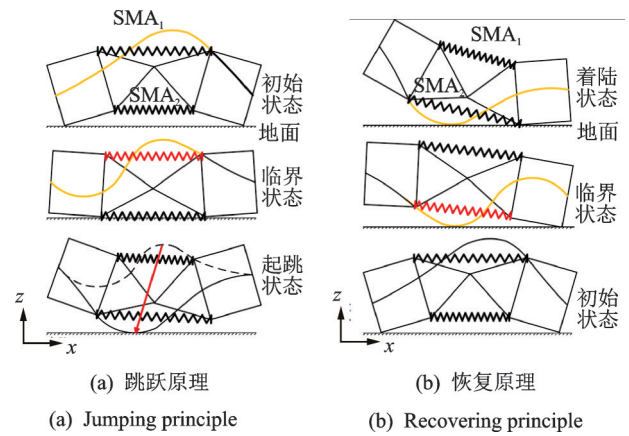 SMA₁
SMA₂
初始
状态
地面
临界
状态
起跳
状态
z
x
(a) 跳跃原理
(a) Jumping principle
SMA₁
SMA₂
着陆
状态
地面
临界
状态
初始
状态
z
x
(b) 恢复原理
(b) Recovering principle